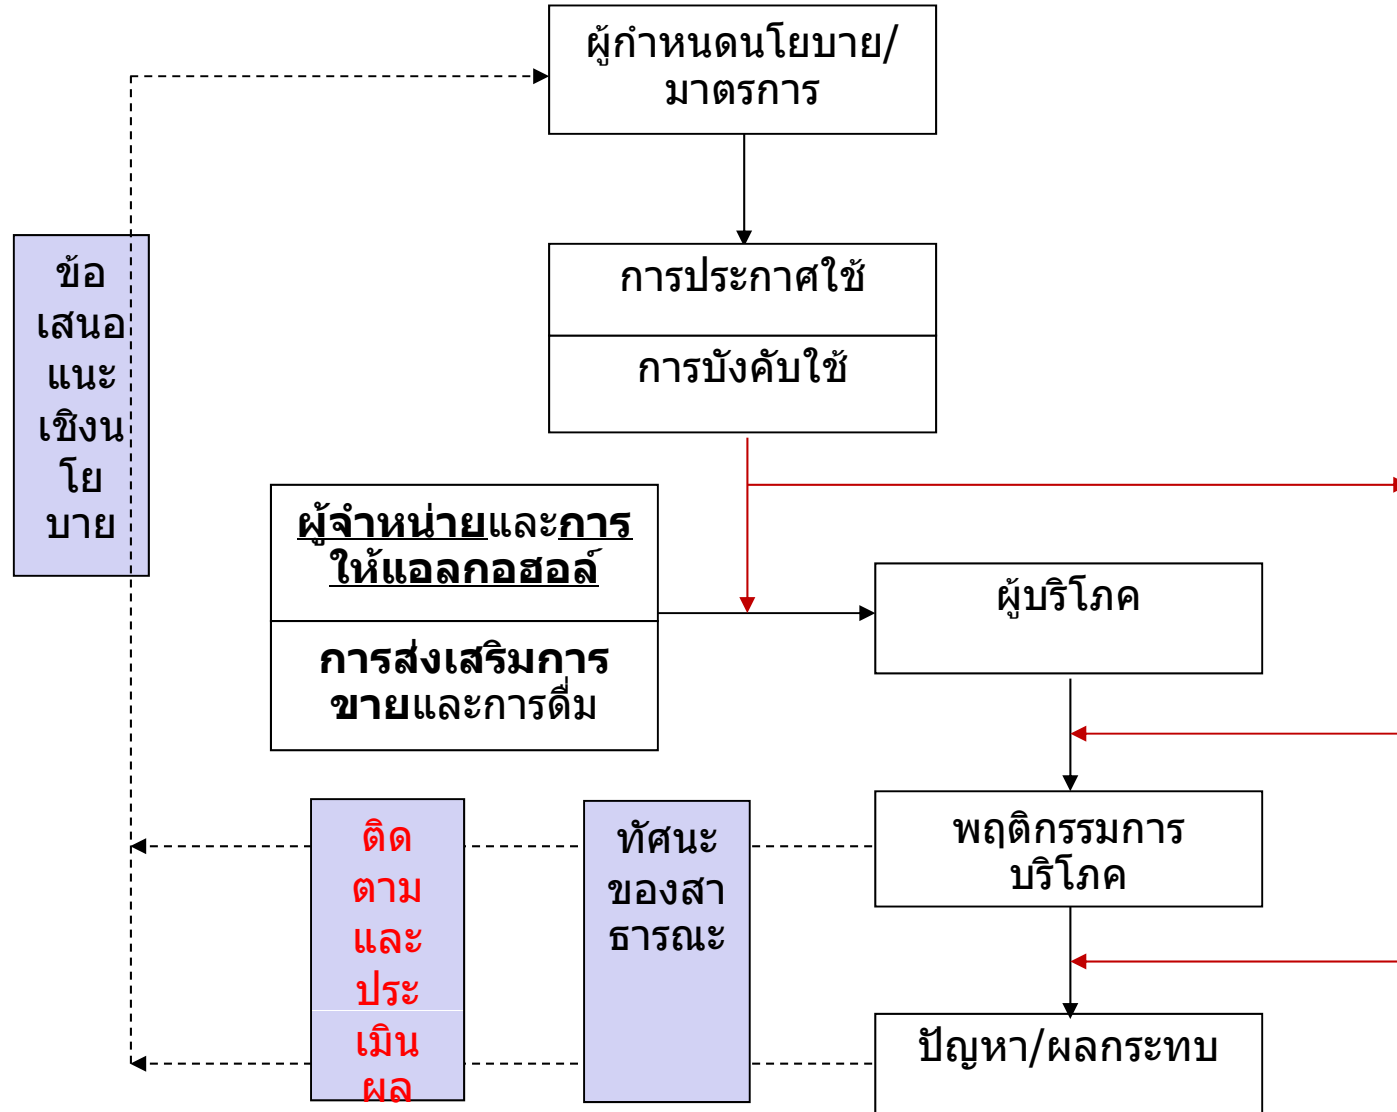 ผู้กำหนดนโยบาย/
มาตรการ
การประกาศใช้
การบังคับใช้
ข้อ
เสนอ
แนะ
เชิงน
โย
บาย
ผู้จำหน่ายและการ
ให้แอลกอฮอล์
การส่งเสริมการ
ขายและการดื่ม
ผู้บริโภค
พฤติกรรมการ
บริโภค
ทัศนะ
ของสา
ธารณะ
ติด
ตาม
และ
ประ
เมิน
ผล
ปัญหา/ผลกระทบ